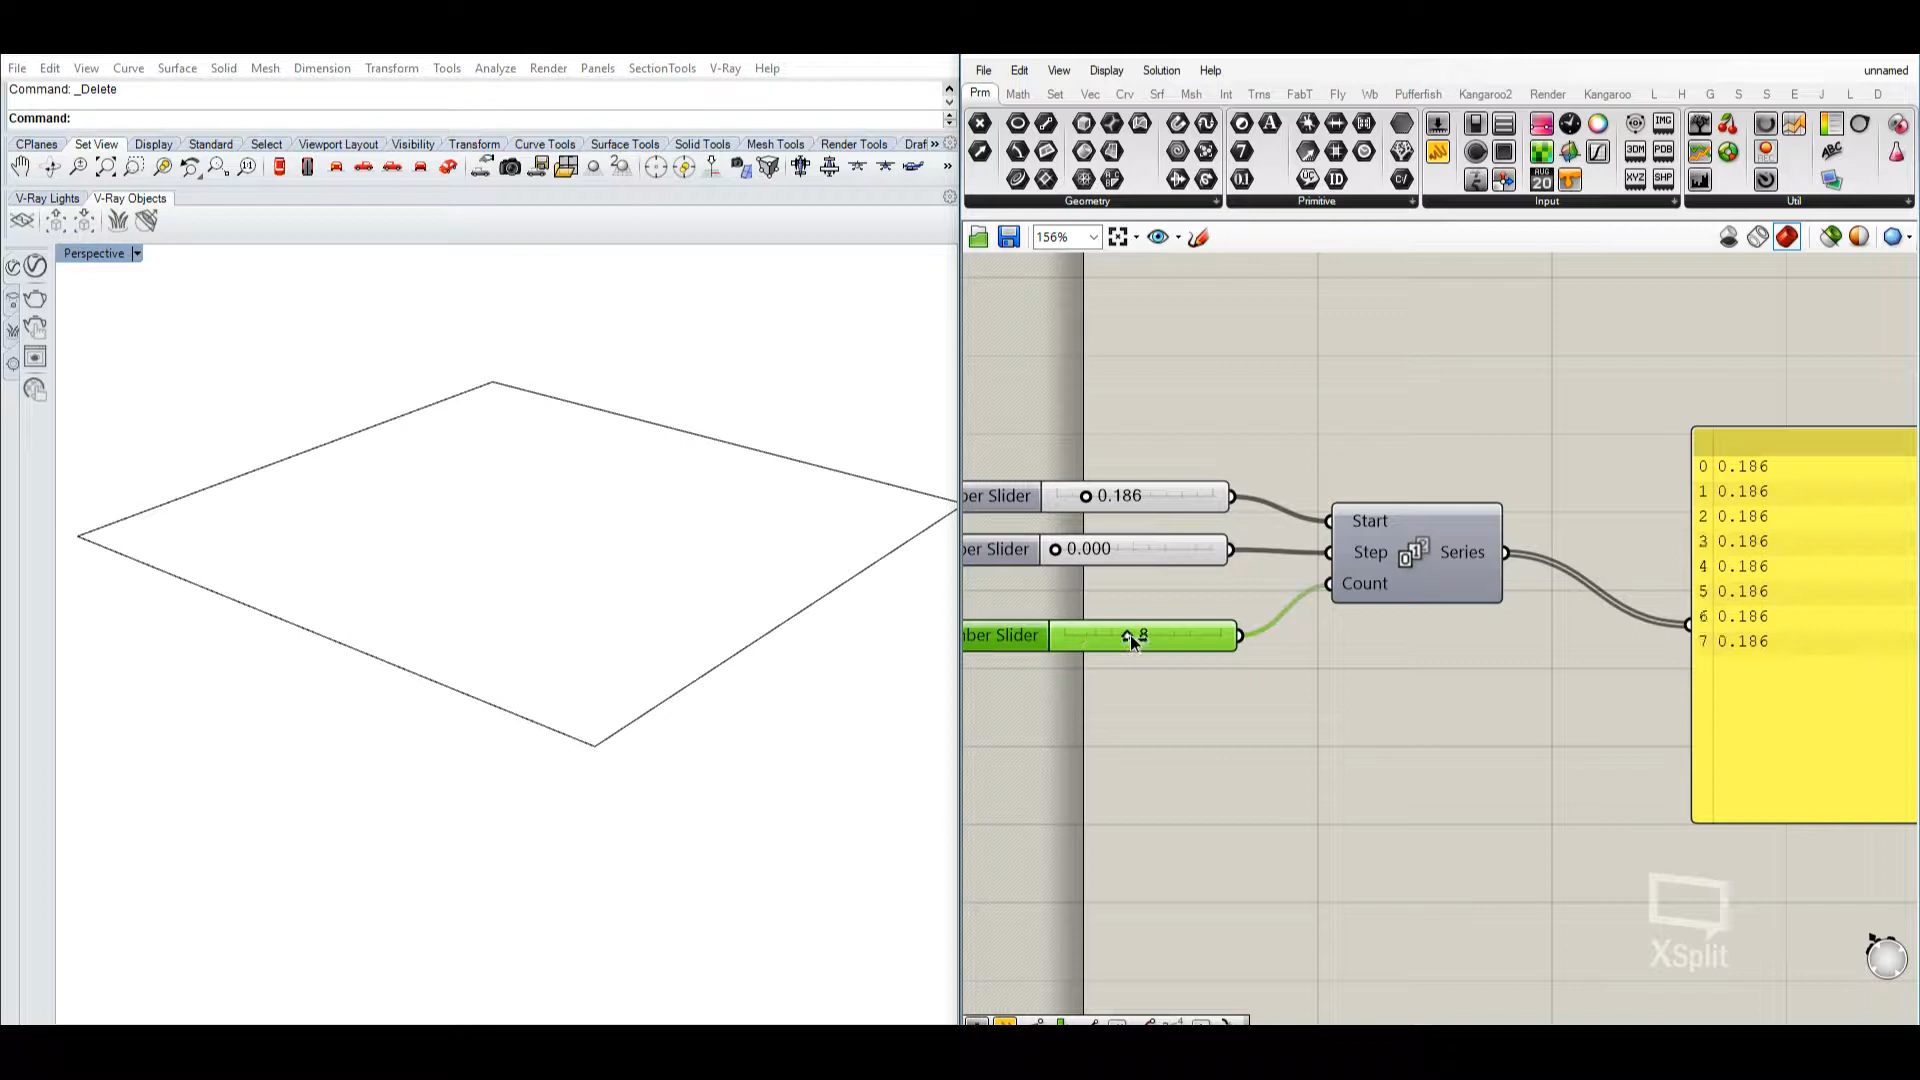 File Edit View Curve Surface Solid Mesh Dimension Transform Tools Analyze Render Panels SectionTools V-Ray Help
Command: _Delete
Command:
CPlanes Set View Display Standard Select Viewport Layout Visibility Transform Curve Tools Surface Tools Solid Tools Mesh Tools Render Tools Draf
V-Ray Lights V-Ray Objects
Perspective
File Edit View Display Solution Help unnamed
Prm Math Set Vec Crv Srf Msh Int Trns FabT Fly Wb Pufferfish Kangaroo2 Render Kangaroo L H G S S E J L D
Geometry Primitive Input Util
156%
ber Slider 0.186
ber Slider 0.000
nber Slider 8
Start
Step Series
Count
0 0.186
1 0.186
2 0.186
3 0.186
4 0.186
5 0.186
6 0.186
7 0.186
XSplit